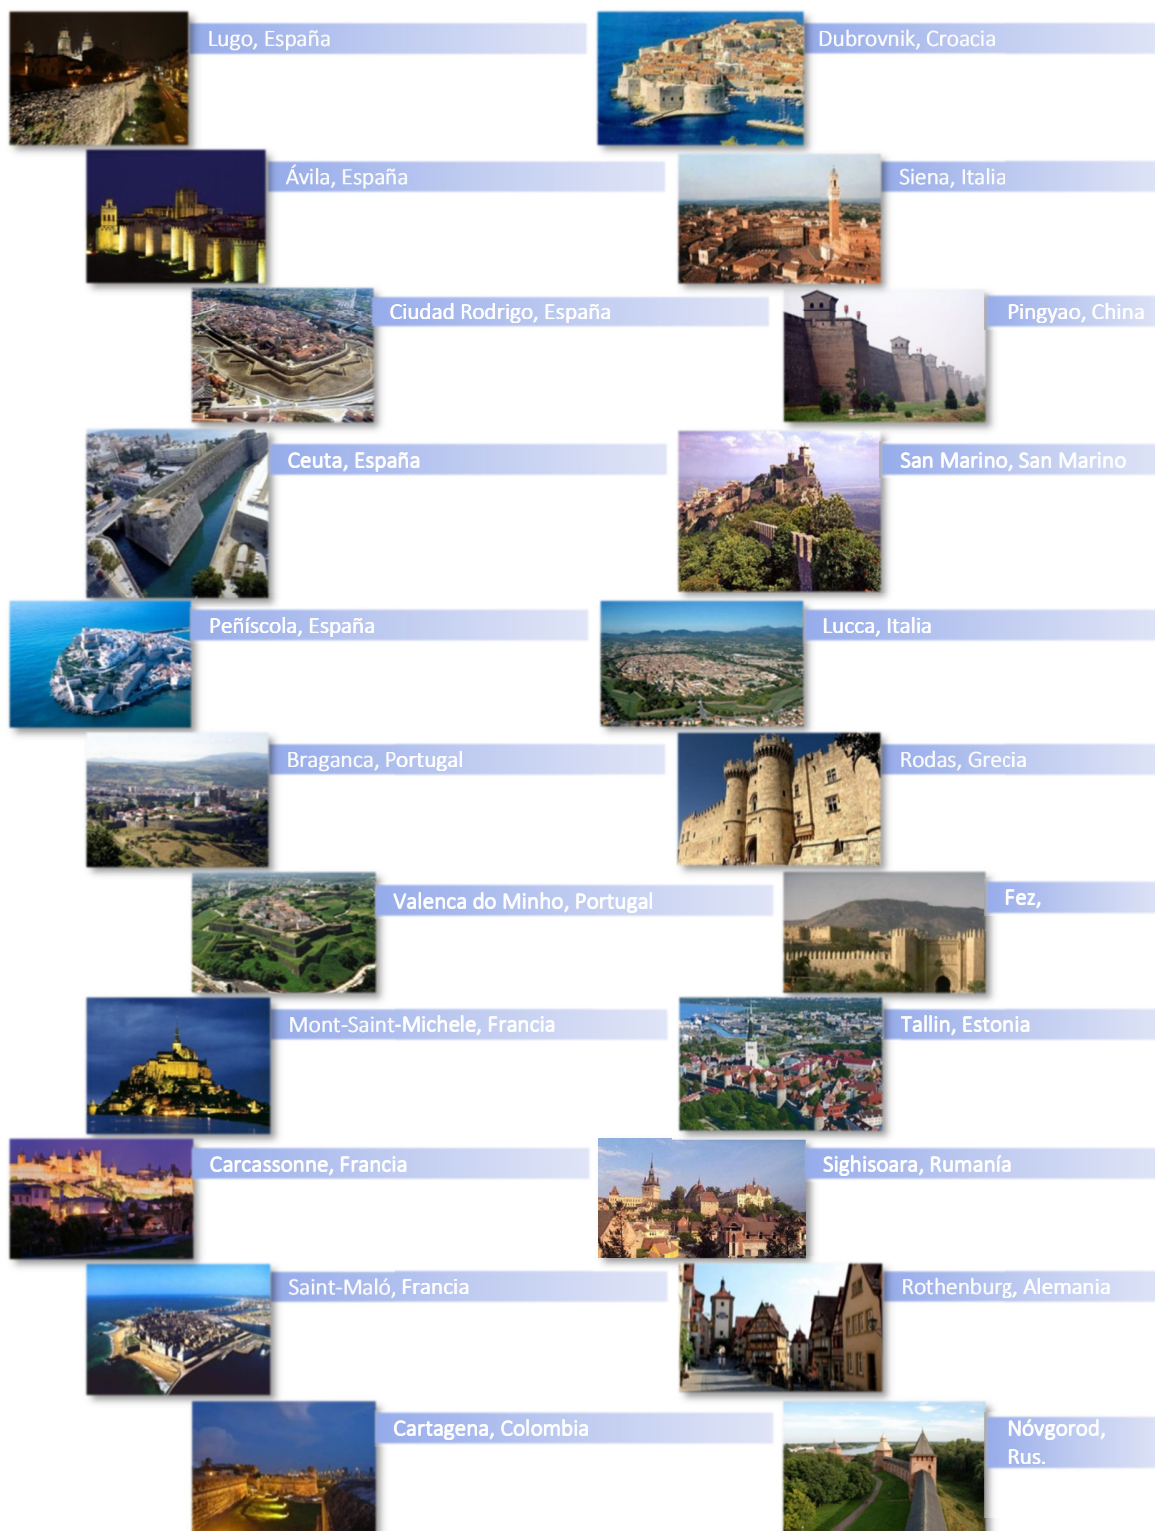 Lugo, España
Dubrovnik, Croacia
Ávila, España
Siena, Italia
Ciudad Rodrigo, España
Pingyao, China
Ceuta, España
San Marino, San Marino
Peñíscola, España
Lucca, Italia
Braganca, Portugal
Rodas, Grecia
Valenca do Minho, Portugal
Fez,
Mont-Saint-Michele, Francia
Tallin, Estonia
Carcassonne, Francia
Sighisoara, Rumanía
Saint-Maló, Francia
Rothenburg, Alemania
Cartagena, Colombia
Nóvgorod,
Rus.